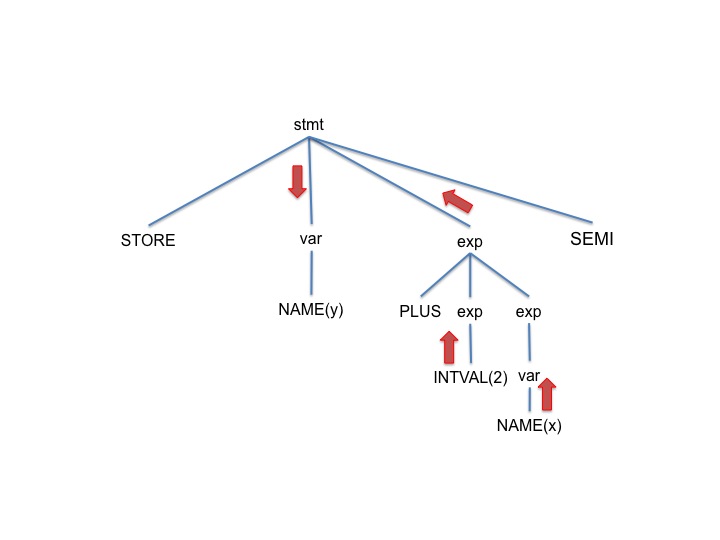 stmt
STORE
var
exp
SEMI
NAME(y)
PLUS
exp
exp
INTVAL(2)
var
NAME(x)